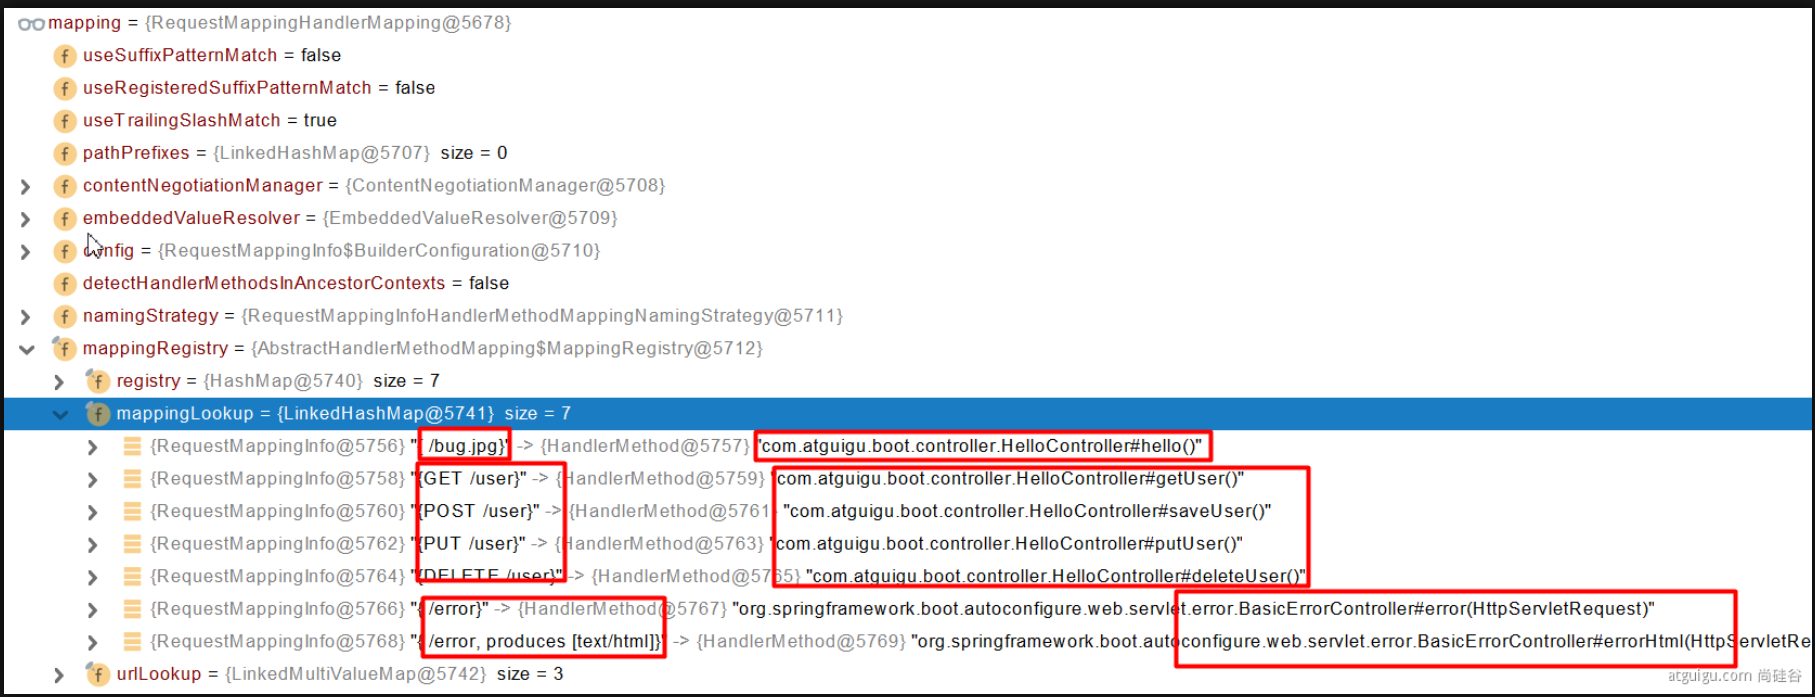 mapping = {RequestMappingHandlerMapping@5678}
useSuffixPatternMatch = false
useRegisteredSuffixPatternMatch = false
useTrailingSlashMatch = true
pathPrefixes = {LinkedHashMap@5707} size = 0
contentNegotiationManager = {ContentNegotiationManager@5708}
embeddedValueResolver = {EmbeddedValueResolver@5709}
config = {RequestMappingInfo$BuilderConfiguration@5710}
detectHandlerMethodsInAncestorContexts = false
namingStrategy = {RequestMappingInfoHandlerMethodMappingNamingStrategy@5711}
mappingRegistry = {AbstractHandlerMethodMapping$MappingRegistry@5712}
registry = {HashMap@5740} size = 7
mappingLookup = {LinkedHashMap@5741} size = 7
{RequestMappingInfo@5756} "{ /bug.jpg}" -> {HandlerMethod@5757} "com.atguigu.boot.controller.HelloController#hello()"
{RequestMappingInfo@5758} "{GET /user}" -> {HandlerMethod@5759} "com.atguigu.boot.controller.HelloController#getUser()"
{RequestMappingInfo@5760} "{POST /user}" -> {HandlerMethod@5761} "com.atguigu.boot.controller.HelloController#saveUser()"
{RequestMappingInfo@5762} "{PUT /user}" -> {HandlerMethod@5763} "com.atguigu.boot.controller.HelloController#putUser()"
{RequestMappingInfo@5764} "{DELETE /user}" -> {HandlerMethod@5765} "com.atguigu.boot.controller.HelloController#deleteUser()"
{RequestMappingInfo@5766} "{ /error}" -> {HandlerMethod@5767} "org.springframework.boot.autoconfigure.web.servlet.error.BasicErrorController#error(HttpServletRequest)"
{RequestMappingInfo@5768} "{ /error, produces [text/html]}" -> {HandlerMethod@5769} "org.springframework.boot.autoconfigure.web.servlet.error.BasicErrorController#errorHtml(HttpServletRe
urlLookup = {LinkedMultiValueMap@5742} size = 3
atguigu.com 尚硅谷